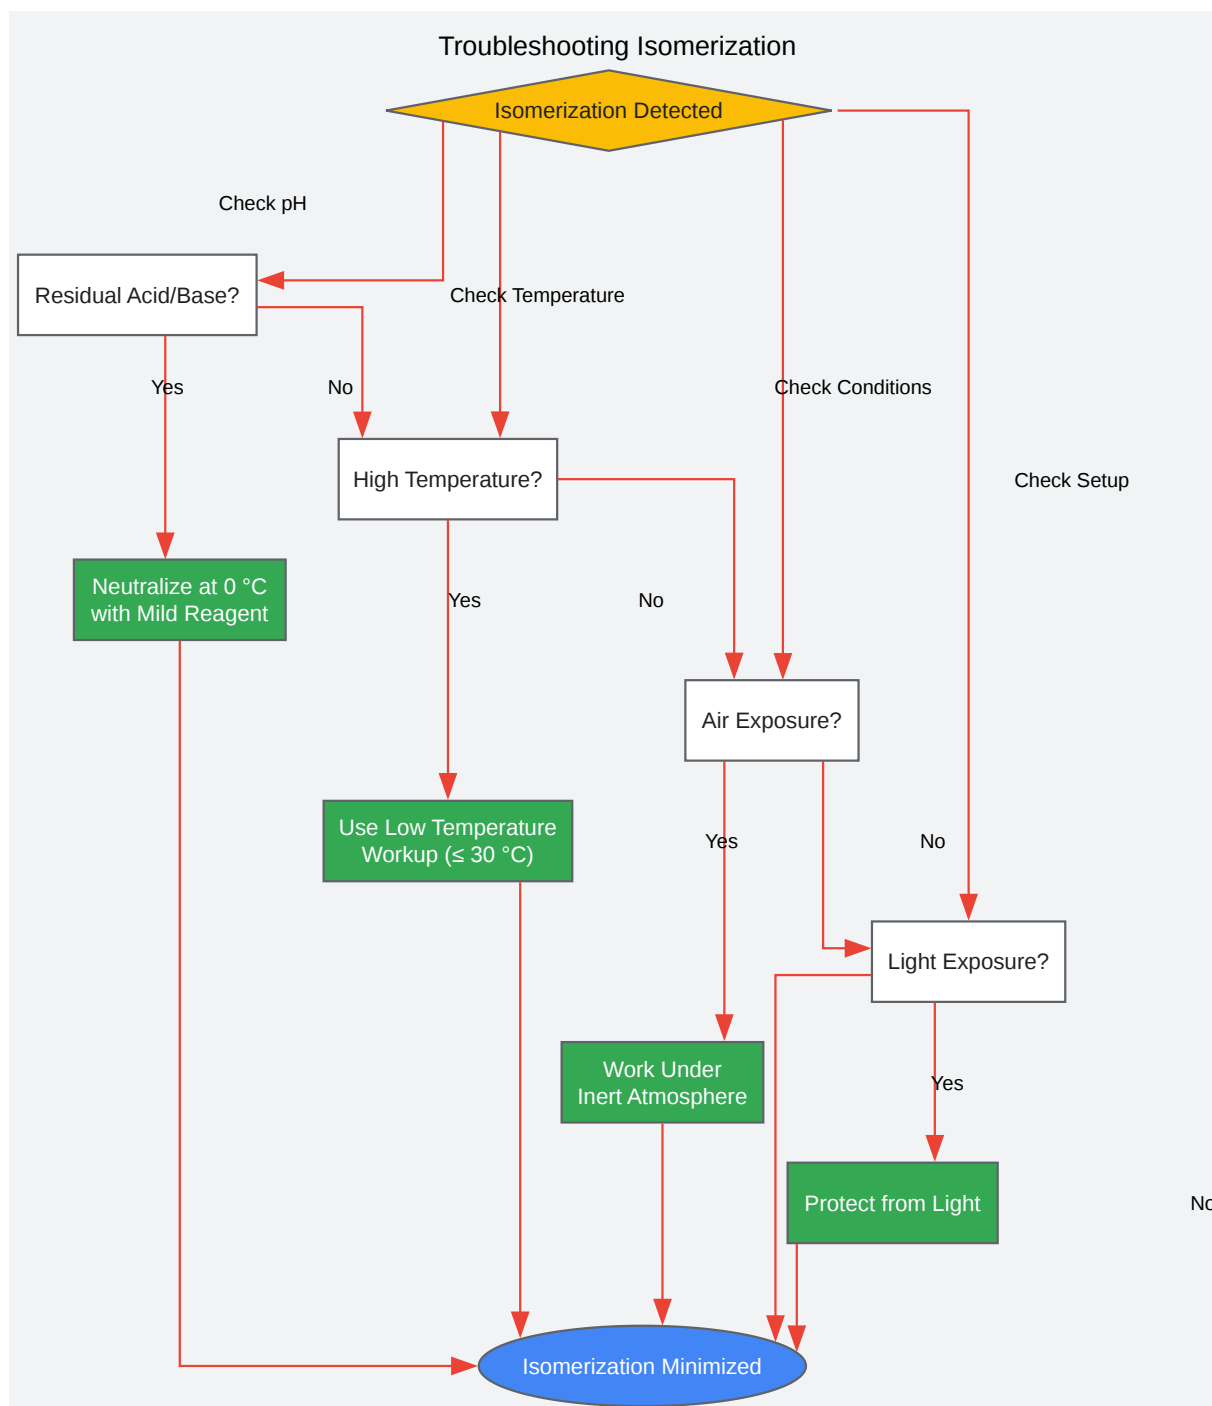 Troubleshooting Isomerization
Isomerization Detected
Check pH
Residual Acid/Base?
Check Temperature
Yes
No
Check Conditions
High Temperature?
Check Setup
Neutralize at 0 °C
with Mild Reagent
Yes
No
Air Exposure?
Use Low Temperature
Workup (≤ 30 °C)
Yes
No
Light Exposure?
Work Under
Inert Atmosphere
Yes
Protect from Light
No
Isomerization Minimized